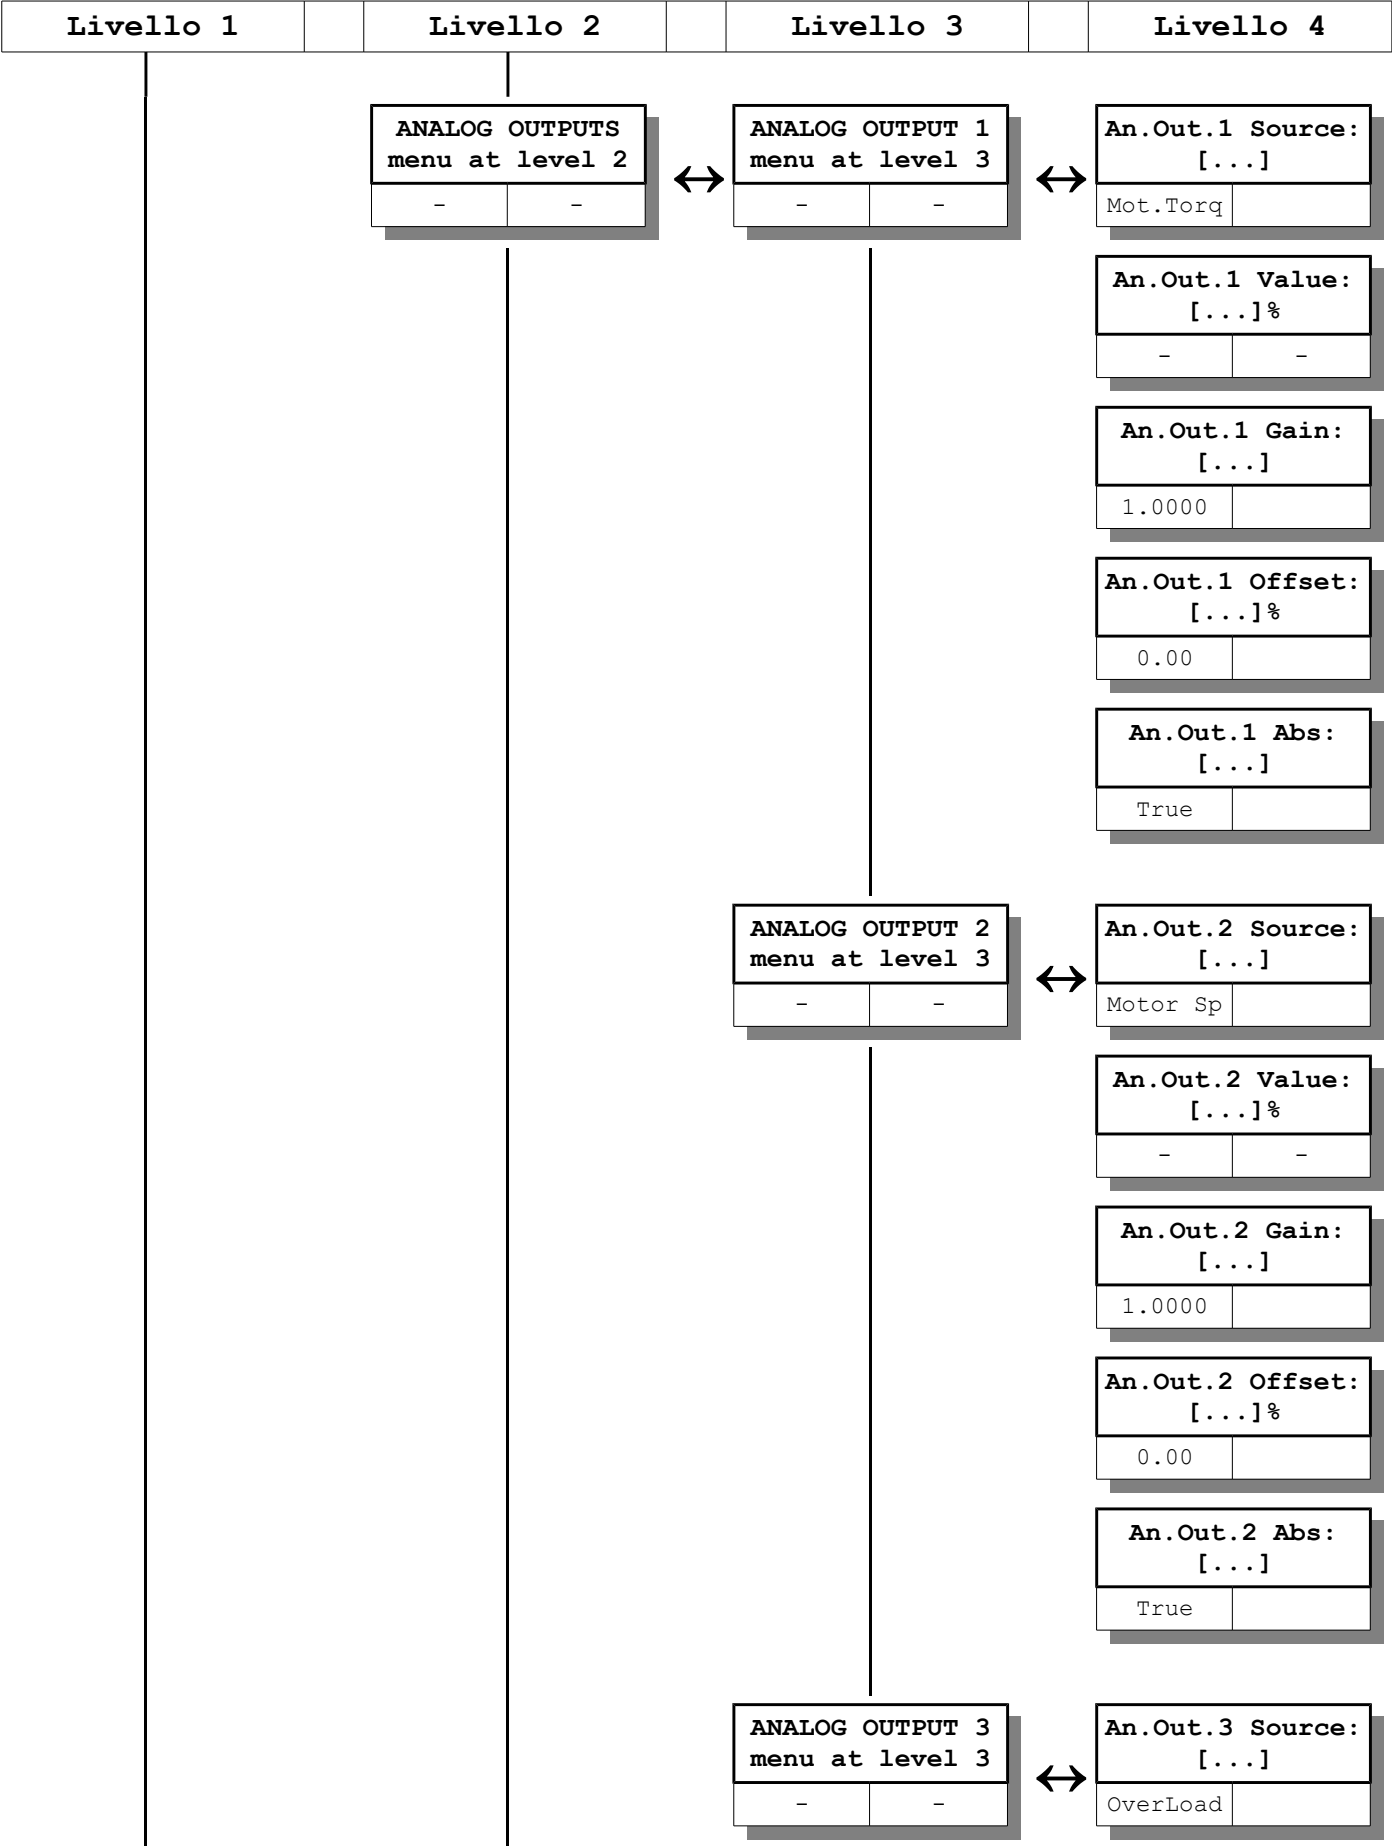 Livello 1 Livello 2 Livello 3 Livello 4
ANALOG OUTPUTS
menu at level 2
- -
ANALOG OUTPUT 1
menu at level 3
- -
An.Out.1 Source:
[...]
Mot.Torq
An.Out.1 Value:
[...]%
- -
An.Out.1 Gain:
[...]
1.0000
An.Out.1 Offset:
[...]%
0.00
An.Out.1 Abs:
[...]
True
ANALOG OUTPUT 2
menu at level 3
- -
An.Out.2 Source:
[...]
Motor Sp
An.Out.2 Value:
[...]%
- -
An.Out.2 Gain:
[...]
1.0000
An.Out.2 Offset:
[...]%
0.00
An.Out.2 Abs:
[...]
True
ANALOG OUTPUT 3
menu at level 3
- -
An.Out.3 Source:
[...]
OverLoad